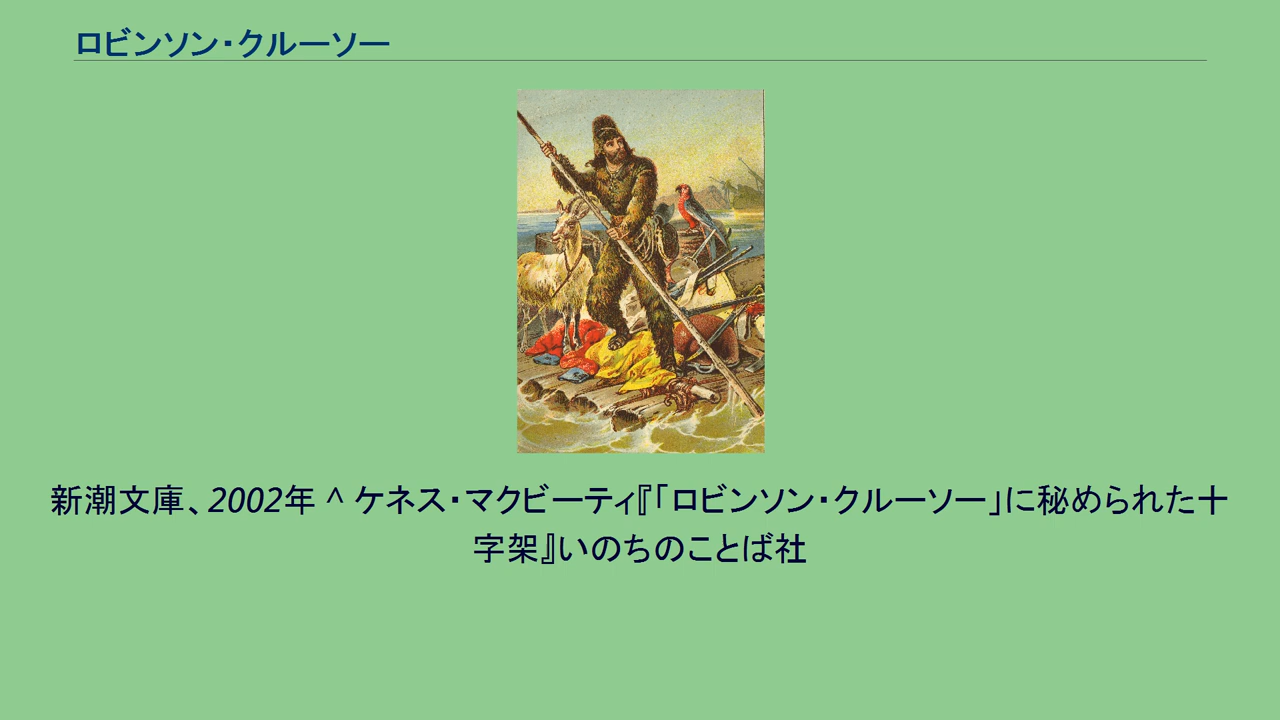 ロビンソン・クルーソー
新潮文庫、2002年 ^ ケネス・マクビーティ『「ロビンソン・クルーソー」に秘められた十
字架』いのちのことば社